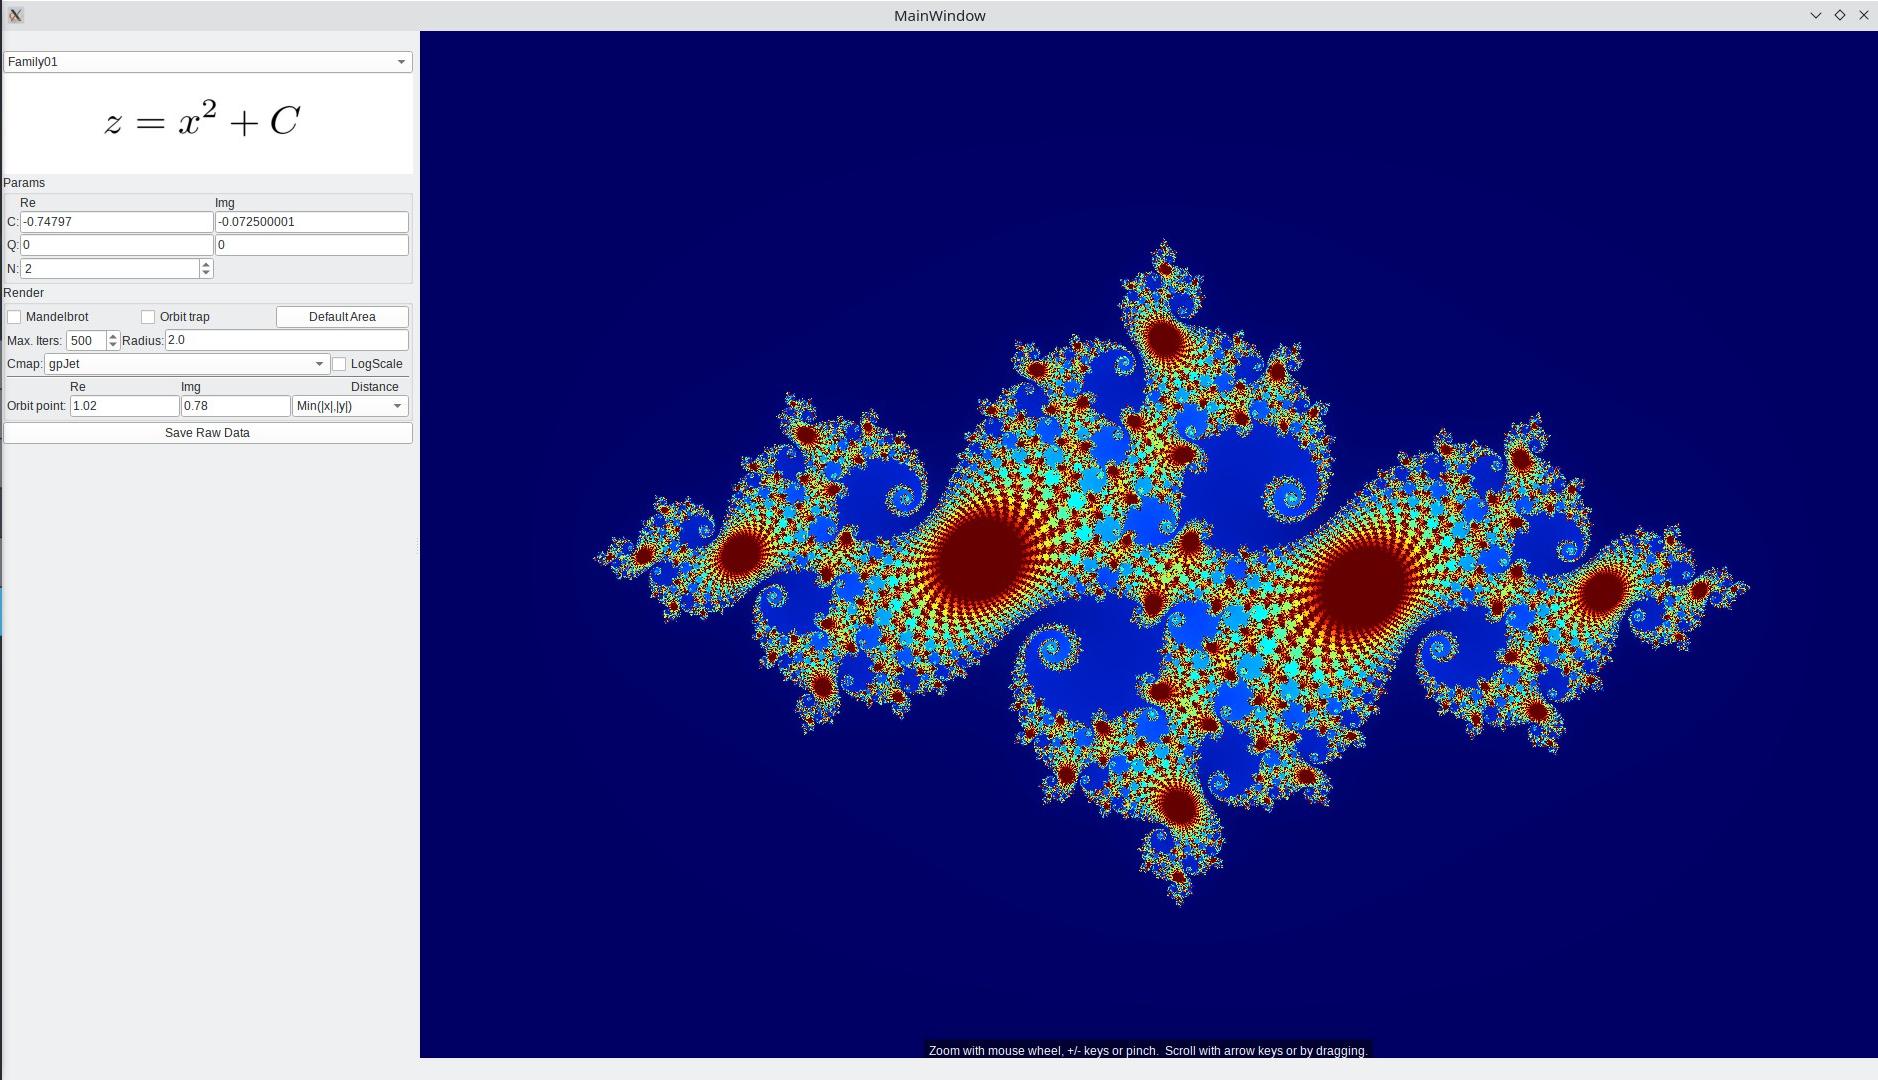 MainWindow
Family01
z = x² + C
Params
Re Img
C: -0.74797 -0.072500001
Q: 0 0
N: 2
Render
Mandelbrot Orbit trap Default Area
Max. Iters: 500 Radius: 2.0
Cmap: gpJet LogScale
Re Img Distance
Orbit point: 1.02 0.78 Min(|x|,|y|)
Save Raw Data
Zoom with mouse wheel, +/- keys or pinch. Scroll with arrow keys or by dragging.